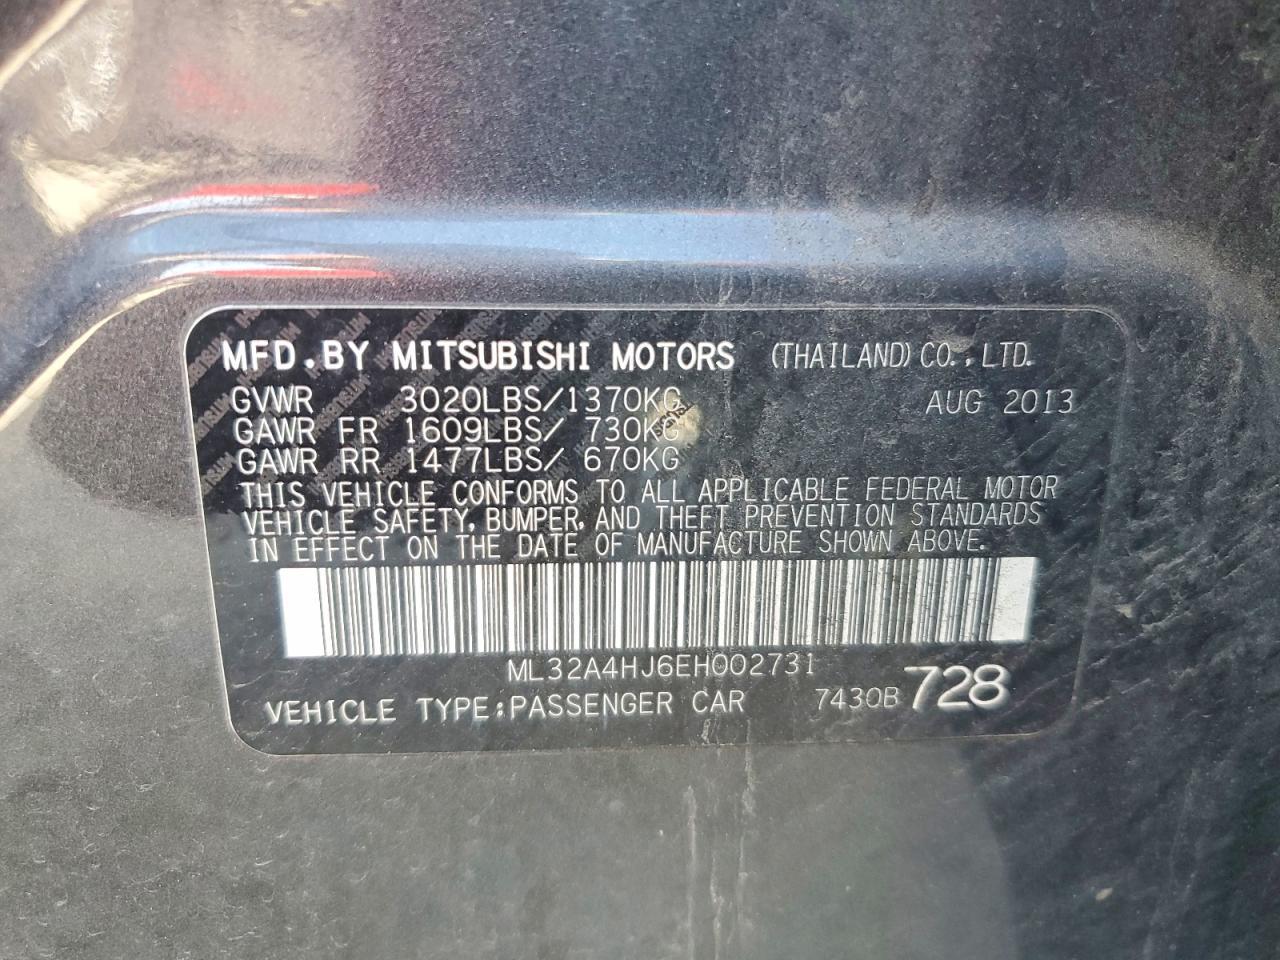 MFD.BY MITSUBISHI MOTORS (THAILAND) CO., LTD.
GVWR 3020LBS/1370KG AUG 2013
GAWR FR 1609LBS/ 730KG
GAWR RR 1477LBS/ 670KG
THIS VEHICLE CONFORMS TO ALL APPLICABLE FEDERAL MOTOR
VEHICLE SAFETY, BUMPER, AND THEFT PREVENTION STANDARDS
IN EFFECT ON THE DATE OF MANUFACTURE SHOWN ABOVE.
ML32A4HJ6EH002731
VEHICLE TYPE:PASSENGER CAR 7430B 728